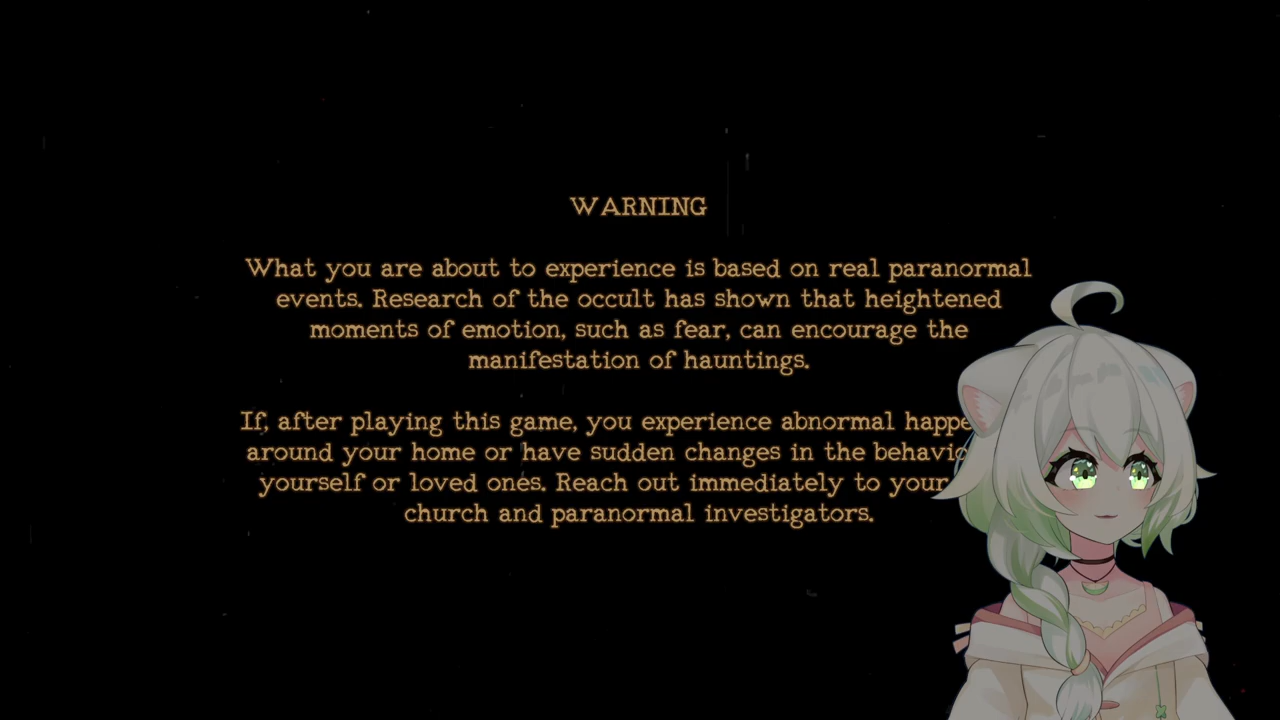 WARNING
What you are about to experience is based on real paranormal
events. Research of the occult has shown that heightened
moments of emotion, such as fear, can encourage the
manifestation of hauntings.
If, after playing this game, you experience abnormal
around your home or have sudden changes in the
yourself or loved ones. Reach out immediately to your
church and paranormal investigators.